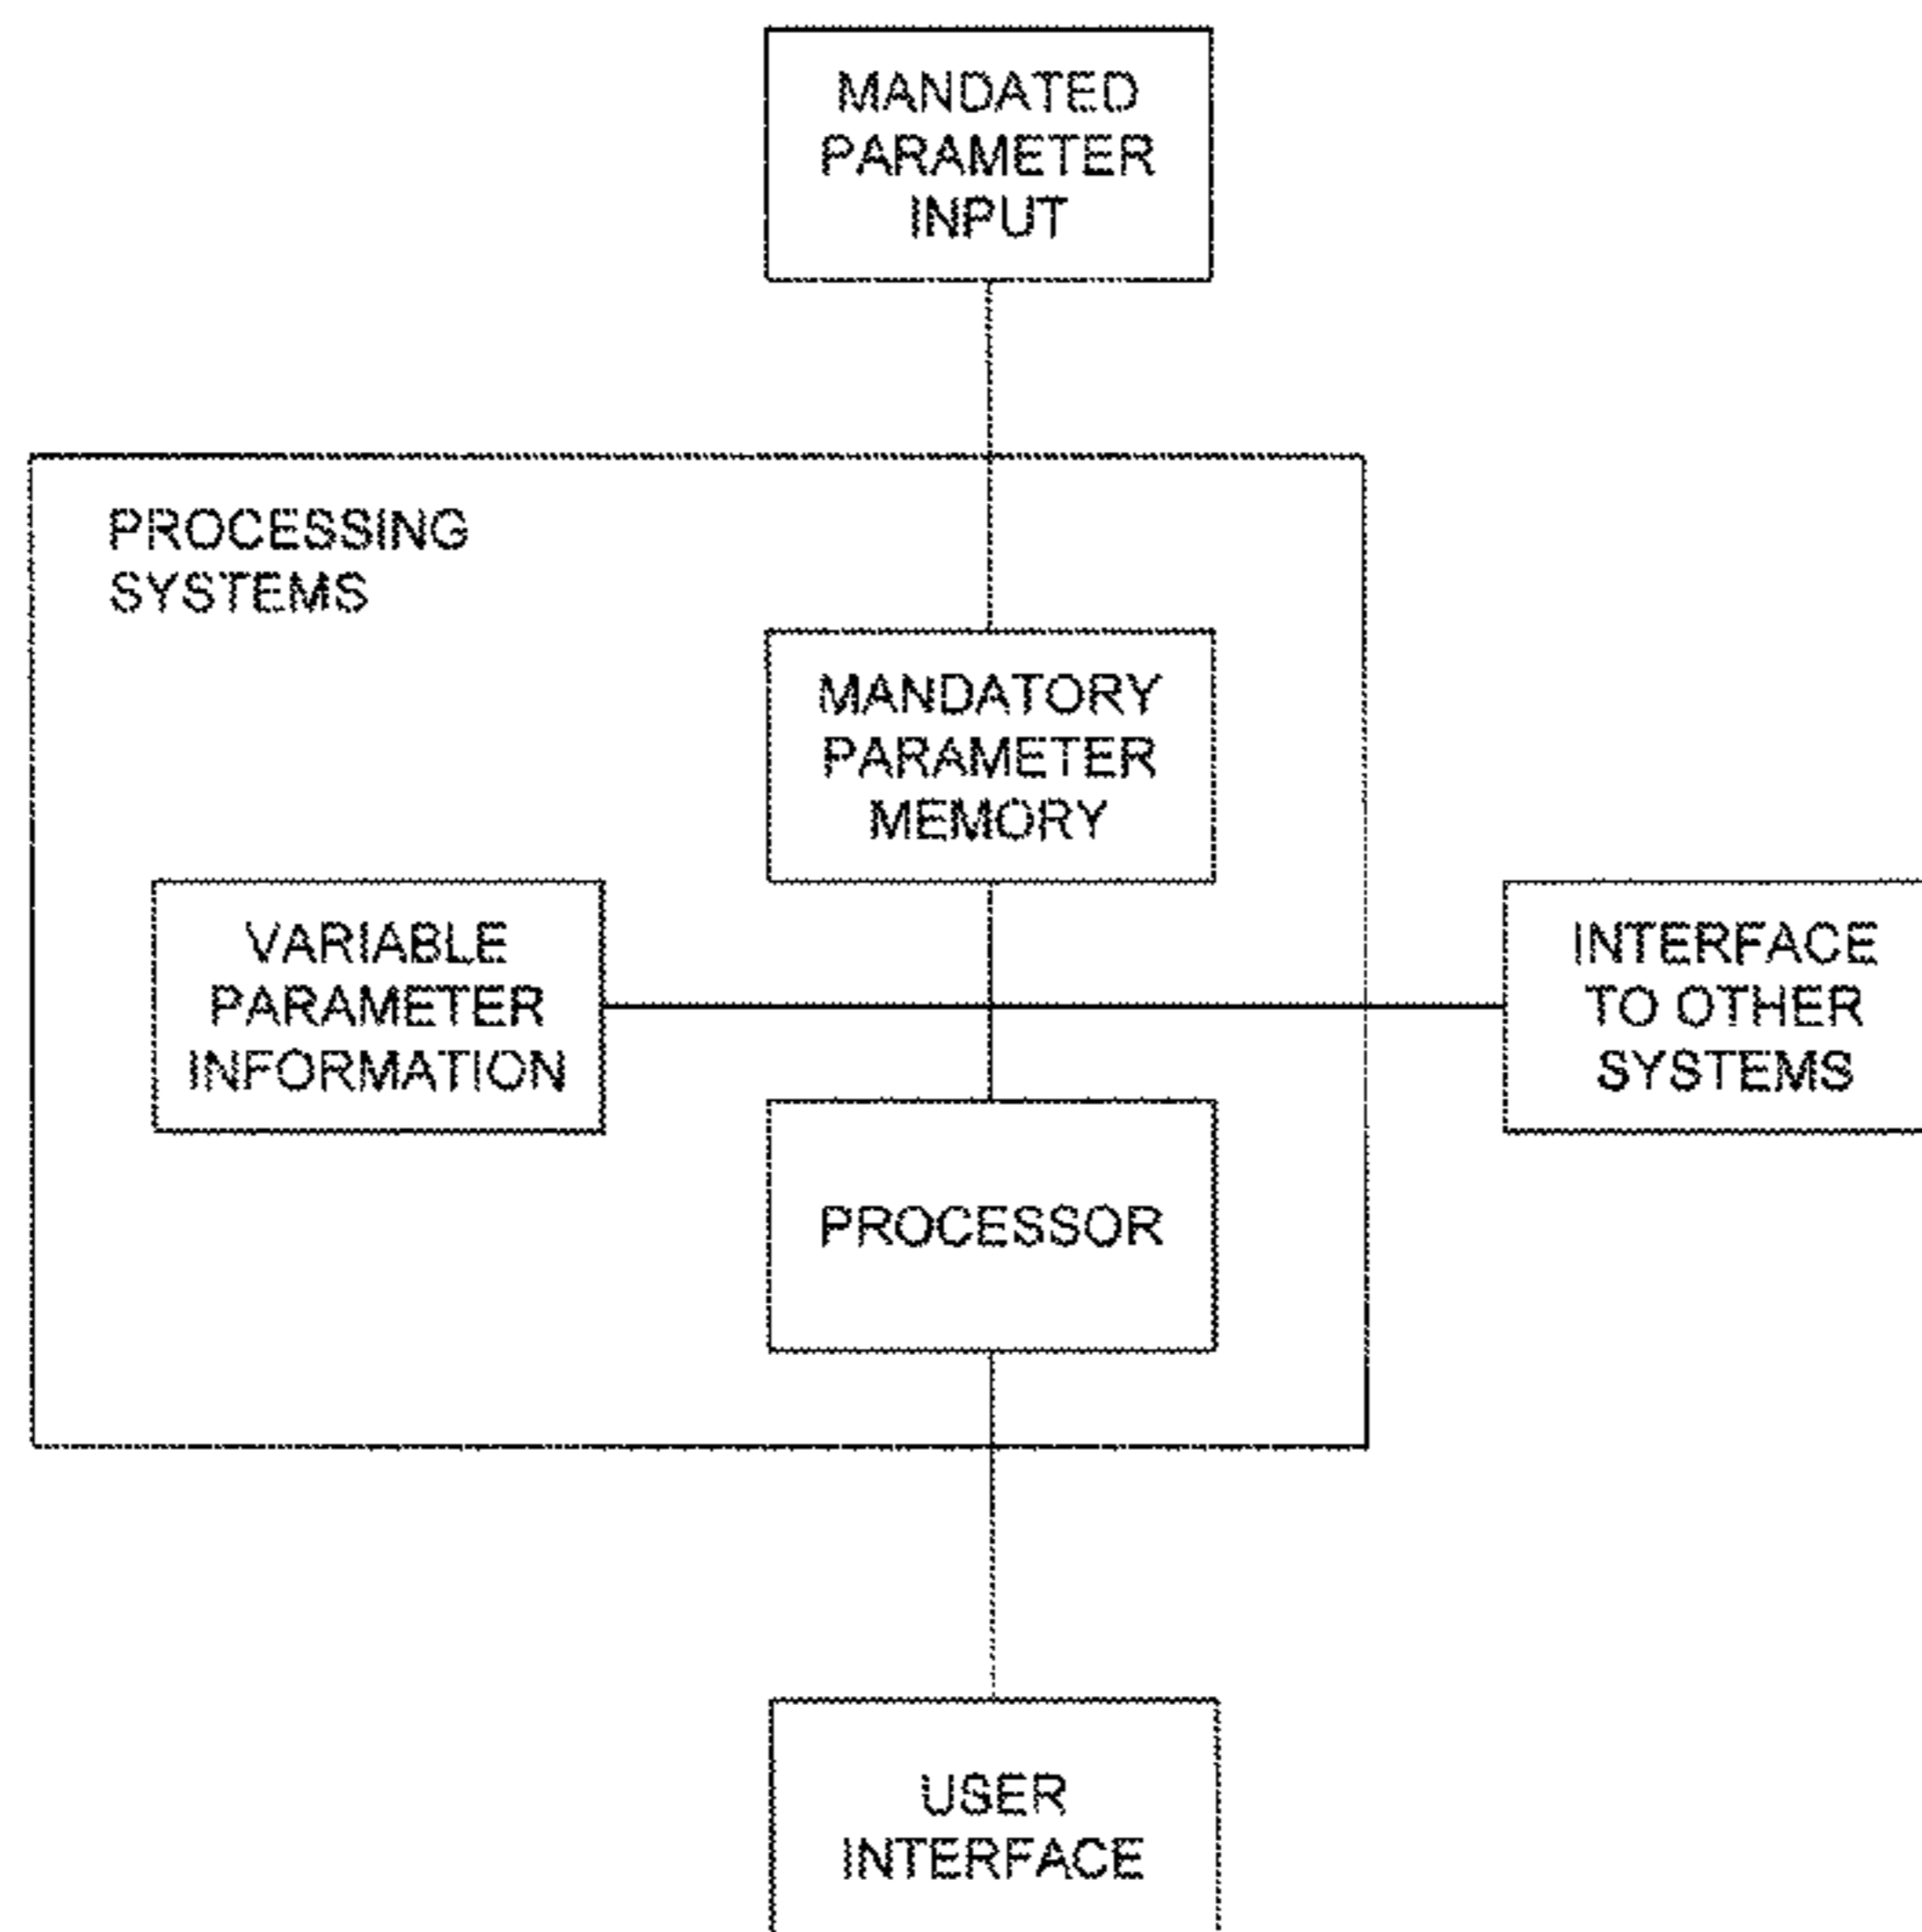 MANDATED
PARAMETER
INPUT
PROCESSING
SYSTEMS
MANDATORY
PARAMETER
MEMORY
VARIABLE
PARAMETER
INFORMATION
INTERFACE
TO OTHER
SYSTEMS
PROCESSOR
USER
INTERFACE